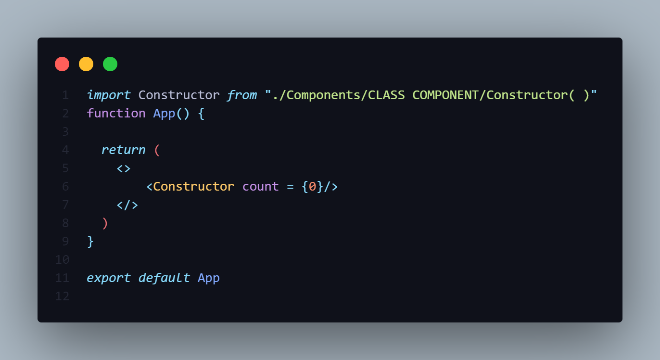 1 import Constructor from "./Components/CLASS COMPONENT/Constructor( )"
2 function App() {
3
4 return (
5 <>
6 <Constructor count = {0}/>
7 </>
8 )
9 }
10
11 export default App
12